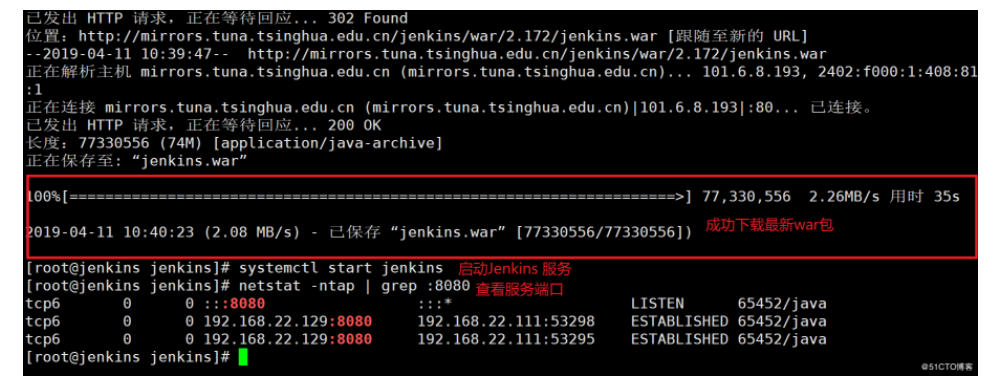 已发出 HTTP 请求，正在等待回应... 302 Found
位置：http://mirrors.tuna.tsinghua.edu.cn/jenkins/war/2.172/jenkins.war [跟随至新的 URL]
--2019-04-11 10:39:47--  http://mirrors.tuna.tsinghua.edu.cn/jenkins/war/2.172/jenkins.war
正在解析主机 mirrors.tuna.tsinghua.edu.cn (mirrors.tuna.tsinghua.edu.cn)... 101.6.8.193, 2402:f000:1:408:81
:1
正在连接 mirrors.tuna.tsinghua.edu.cn (mirrors.tuna.tsinghua.edu.cn)|101.6.8.193|:80... 已连接。
已发出 HTTP 请求，正在等待回应... 200 OK
长度：77330556 (74M) [application/java-archive]
正在保存至: “jenkins.war”
100%[====================================================================>] 77,330,556  2.26MB/s 用时 35s
2019-04-11 10:40:23 (2.08 MB/s) - 已保存 “jenkins.war” [77330556/77330556]) 成功下载最新war包
[root@jenkins jenkins]# systemctl start jenkins 启动Jenkins 服务
[root@jenkins jenkins]# netstat -ntap | grep :8080 查看服务端口
tcp6       0      0 :::8080                 :::*                    LISTEN      65452/java
tcp6       0      0 192.168.22.129:8080     192.168.22.111:53298    ESTABLISHED 65452/java
tcp6       0      0 192.168.22.129:8080     192.168.22.111:53295    ESTABLISHED 65452/java
[root@jenkins jenkins]#
@51CTO博客